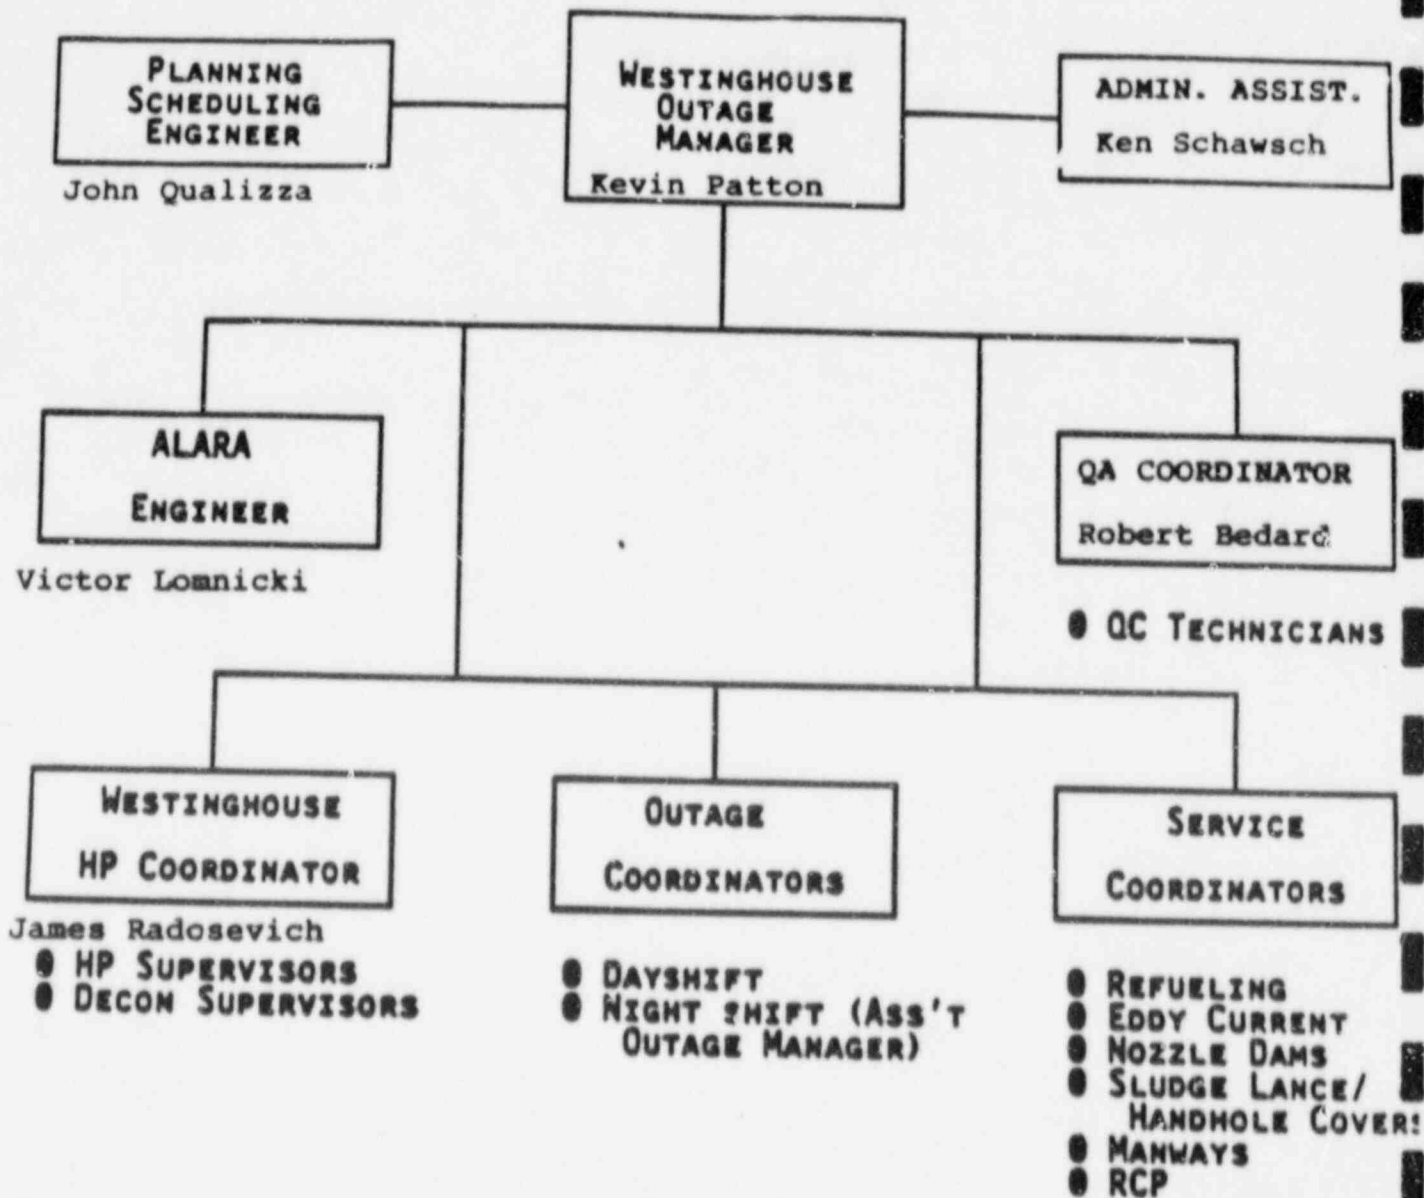 PLANNING
SCHEDULING
ENGINEER
John Qualizza
WESTINGHOUSE
OUTAGE
MANAGER
Kevin Patton
ADMIN. ASSIST.
Ken Schawsch
ALARA
ENGINEER
Victor Lomnicki
QA COORDINATOR
Robert Bedard
● QC TECHNICIANS
WESTINGHOUSE
HP COORDINATOR
James Radosevich
● HP SUPERVISORS
● DECON SUPERVISORS
OUTAGE
COORDINATORS
● DAYSHIFT
● NIGHT SHIFT (ASS'T
OUTAGE MANAGER)
SERVICE
COORDINATORS
● REFUELING
● EDDY CURRENT
● NOZZLE DAMS
● SLUDGE LANCE/
HANDHOLE COVERS
● MANWAYS
● RCP